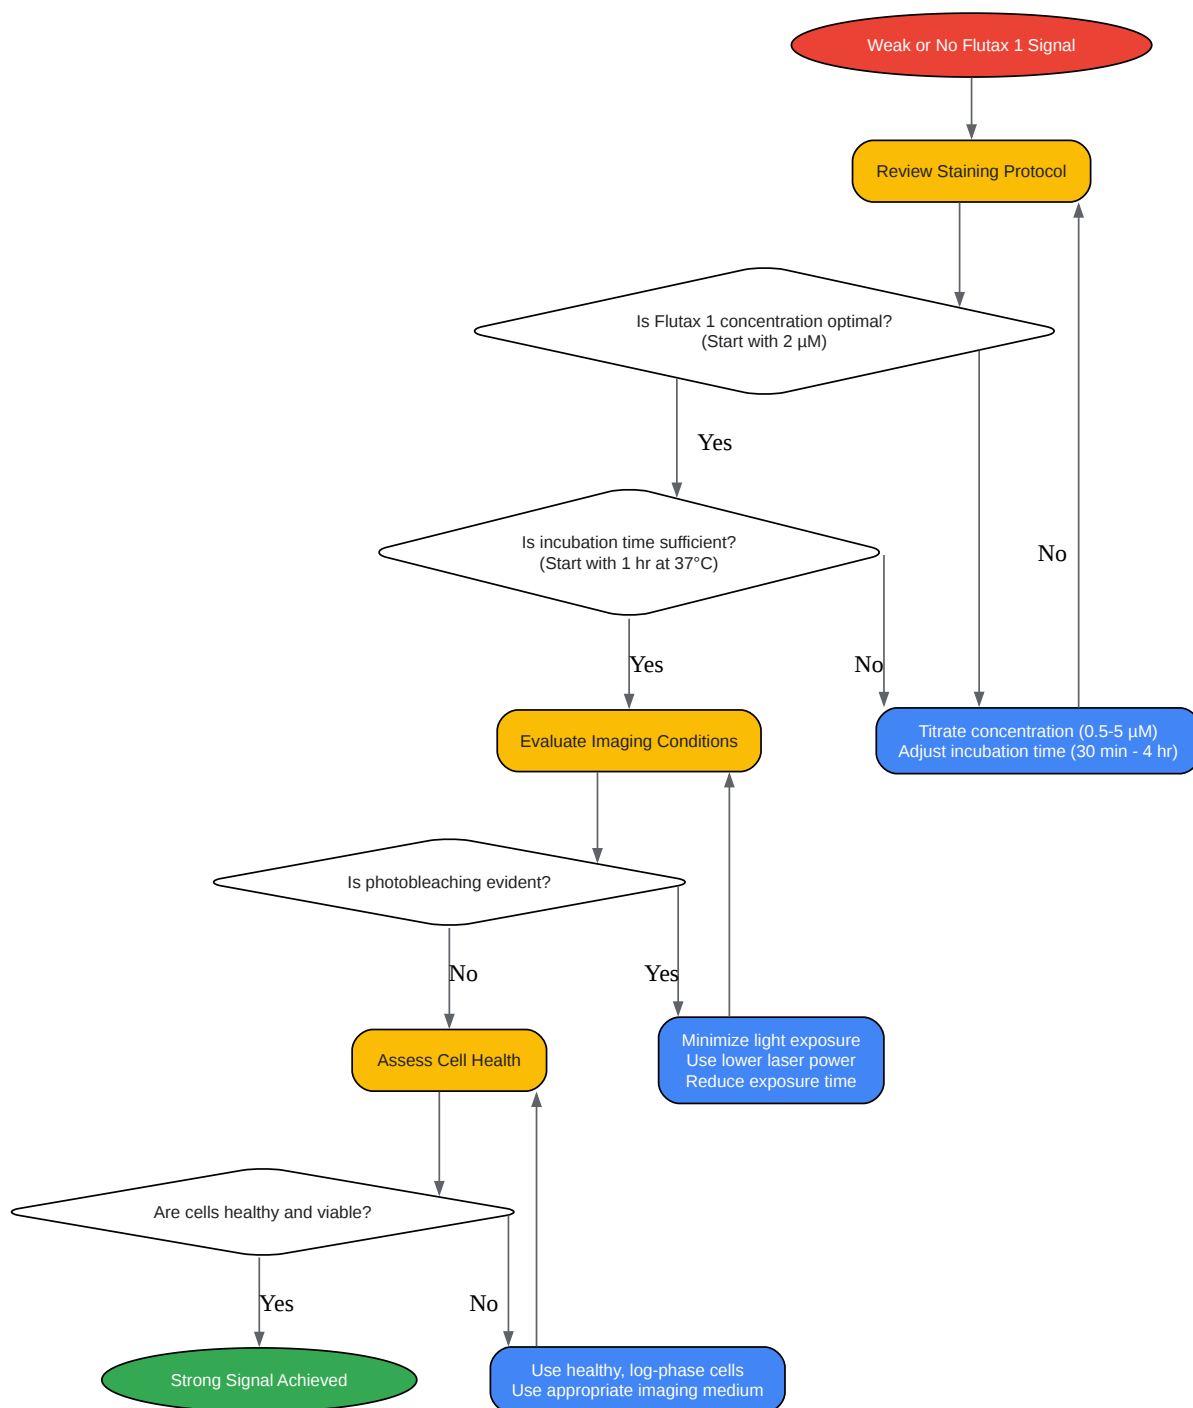 Weak or No Flutax 1 Signal
Review Staining Protocol
Is Flutax 1 concentration optimal?
(Start with 2 µM)
Yes
Is incubation time sufficient?
(Start with 1 hr at 37°C)
No
Yes
No
Titrate concentration (0.5-5 µM)
Adjust incubation time (30 min - 4 hr)
Evaluate Imaging Conditions
Is photobleaching evident?
No
Yes
Minimize light exposure
Use lower laser power
Reduce exposure time
Assess Cell Health
Are cells healthy and viable?
Yes
No
Strong Signal Achieved
Use healthy, log-phase cells
Use appropriate imaging medium